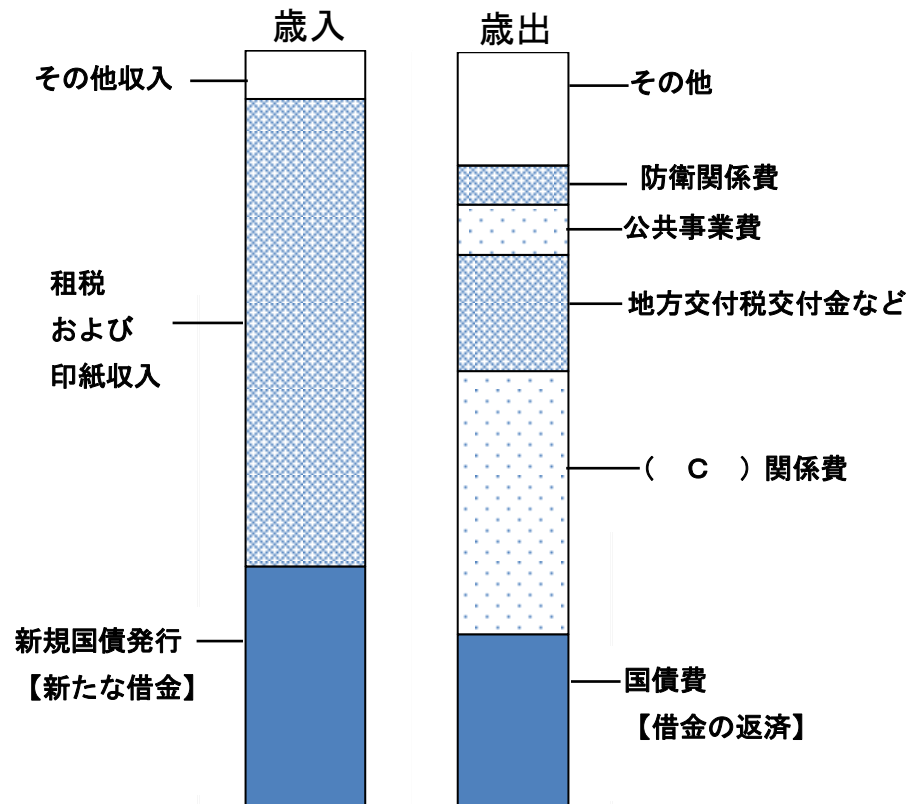 歳入
その他収入
租税
および
印紙収入
新規国債発行
【新たな借金】
歳出
その他
防衛関係費
公共事業費
地方交付税交付金など
（　Ｃ　）関係費
国債費
【借金の返済】